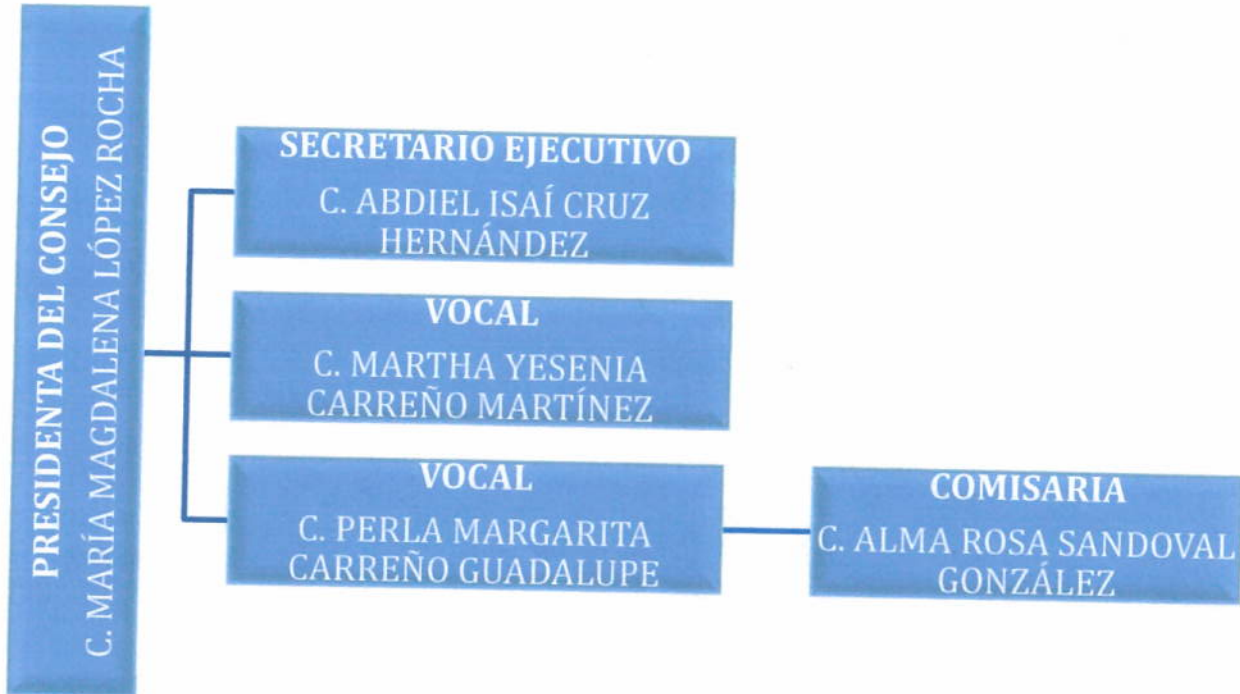 PRESIDENTA DEL CONSEJO
C. MARÍA MAGDALENA LÓPEZ ROCHA
SECRETARIO EJECUTIVO
C. ABDIEL ISAÍ CRUZ
HERNÁNDEZ
VOCAL
C. MARTHA YESENIA
CARREÑO MARTÍNEZ
VOCAL
C. PERLA MARGARITA
CARREÑO GUADALUPE
COMISARIA
C. ALMA ROSA SANDOVAL
GONZÁLEZ